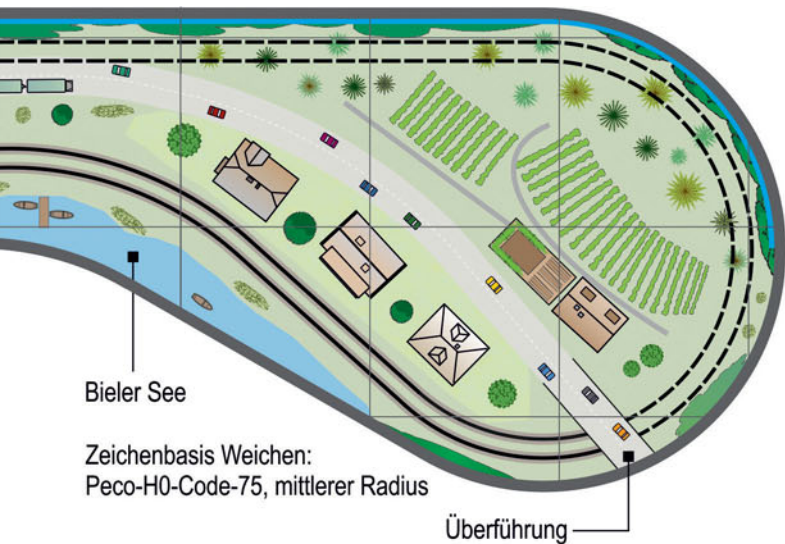 Bieler See
Zeichenbasis Weichen:
Peco-H0-Code-75, mittlerer Radius
Überführung